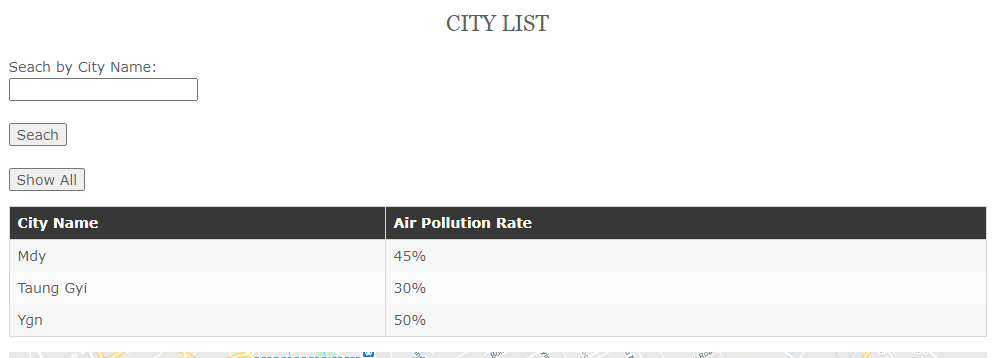 CITY LIST
Seach by City Name:
Seach
Show All
City Name Air Pollution Rate
Mdy 45%
Taung Gyi 30%
Ygn 50%